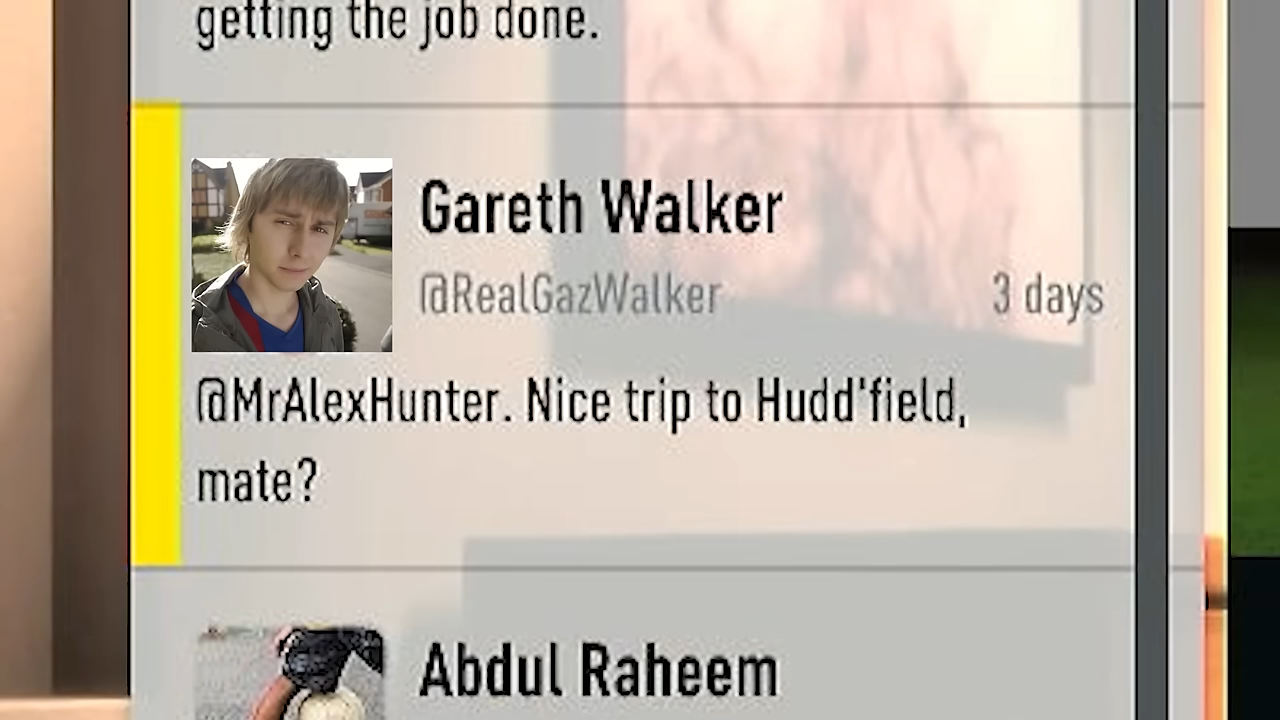 getting the job done.
Gareth Walker
@RealGazWalker
3 days
@MrAlexHunter. Nice trip to Hudd'field,
mate?
Abdul Raheem